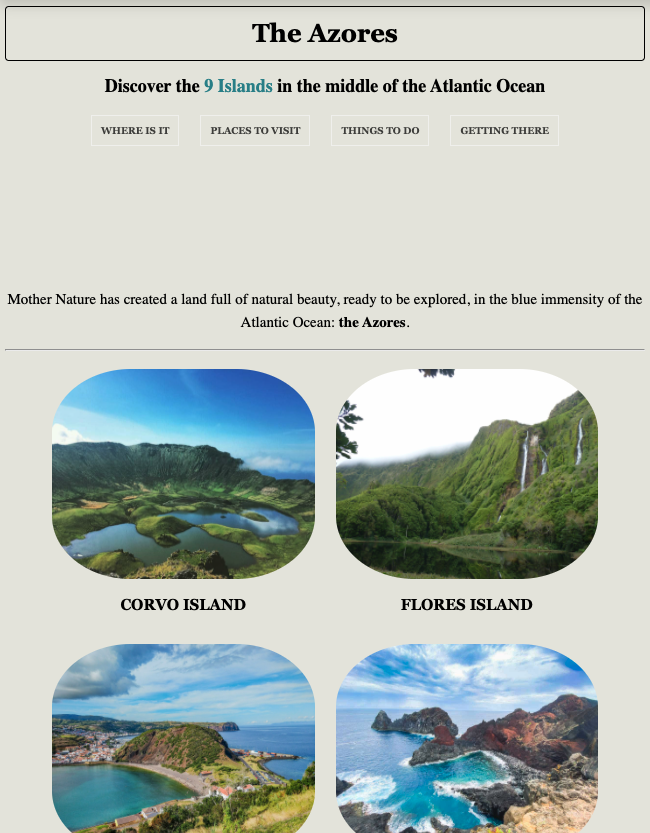 The Azores
Discover the 9 Islands in the middle of the Atlantic Ocean
WHERE IS IT
PLACES TO VISIT
THINGS TO DO
GETTING THERE
Mother Nature has created a land full of natural beauty, ready to be explored, in the blue immensity of the
Atlantic Ocean: the Azores.
CORVO ISLAND
FLORES ISLAND